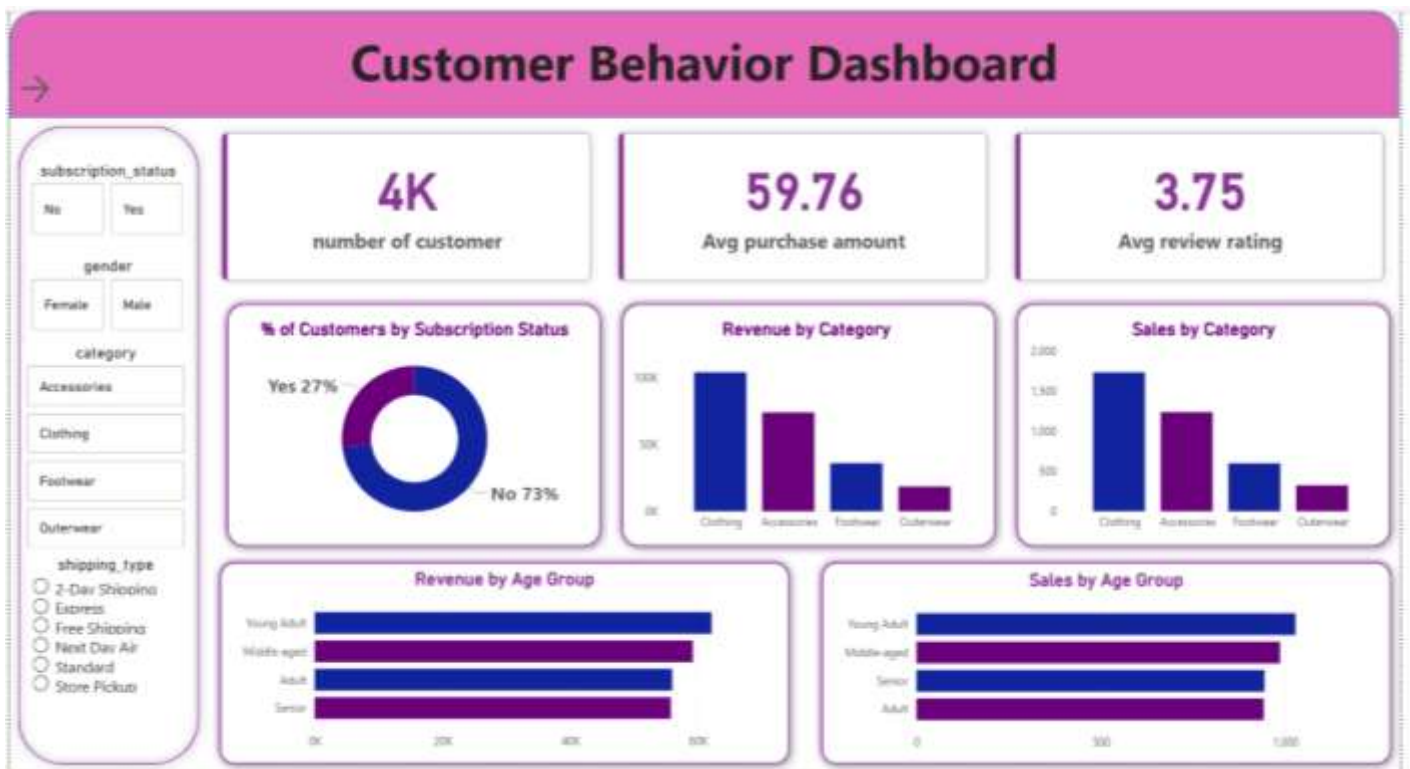 Customer Behavior Dashboard
subscription_status
No Yes
gender
Female Male
category
Accessories
Clothing
Footwear
Outerwear
shipping_type
2-Day Shipping
Express
Free Shipping
Next Day Air
Standard
Store Pickup
4K
number of customer
59.76
Avg purchase amount
3.75
Avg review rating
% of Customers by Subscription Status
Yes 27%
No 73%
Revenue by Category
100K
50K
0K
Clothing Accessories Footwear Outerwear
Sales by Category
2,000
1,500
1,000
500
0
Clothing Accessories Footwear Outerwear
Revenue by Age Group
Young Adult
Middle-aged
Adult
Senior
0K 20K 40K 60K
Sales by Age Group
Young Adult
Middle-aged
Senior
Adult
0 500 1,000